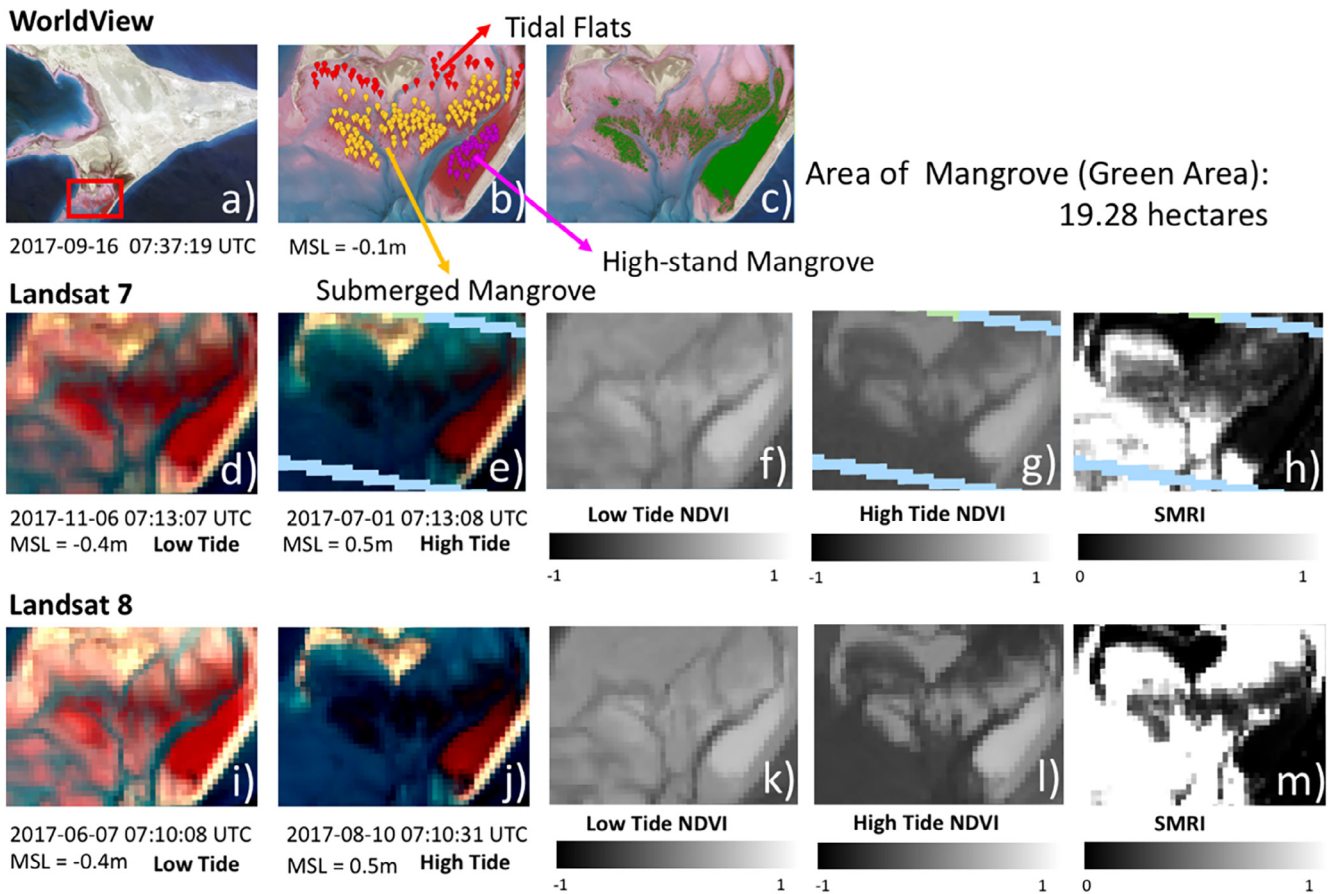 WorldView
Tidal Flats
a)
b)
c)
Area of Mangrove (Green Area):
19.28 hectares
2017-09-16 07:37:19 UTC
MSL = -0.1m
High-stand Mangrove
Submerged Mangrove
Landsat 7
d)
e)
f)
g)
h)
2017-11-06 07:13:07 UTC
MSL = -0.4m Low Tide
2017-07-01 07:13:08 UTC
MSL = 0.5m High Tide
Low Tide NDVI
-1 1
High Tide NDVI
-1 1
SMRI
0 1
Landsat 8
i)
j)
k)
l)
m)
2017-06-07 07:10:08 UTC
MSL = -0.4m Low Tide
2017-08-10 07:10:31 UTC
MSL = 0.5m High Tide
Low Tide NDVI
-1 1
High Tide NDVI
-1 1
SMRI
0 1